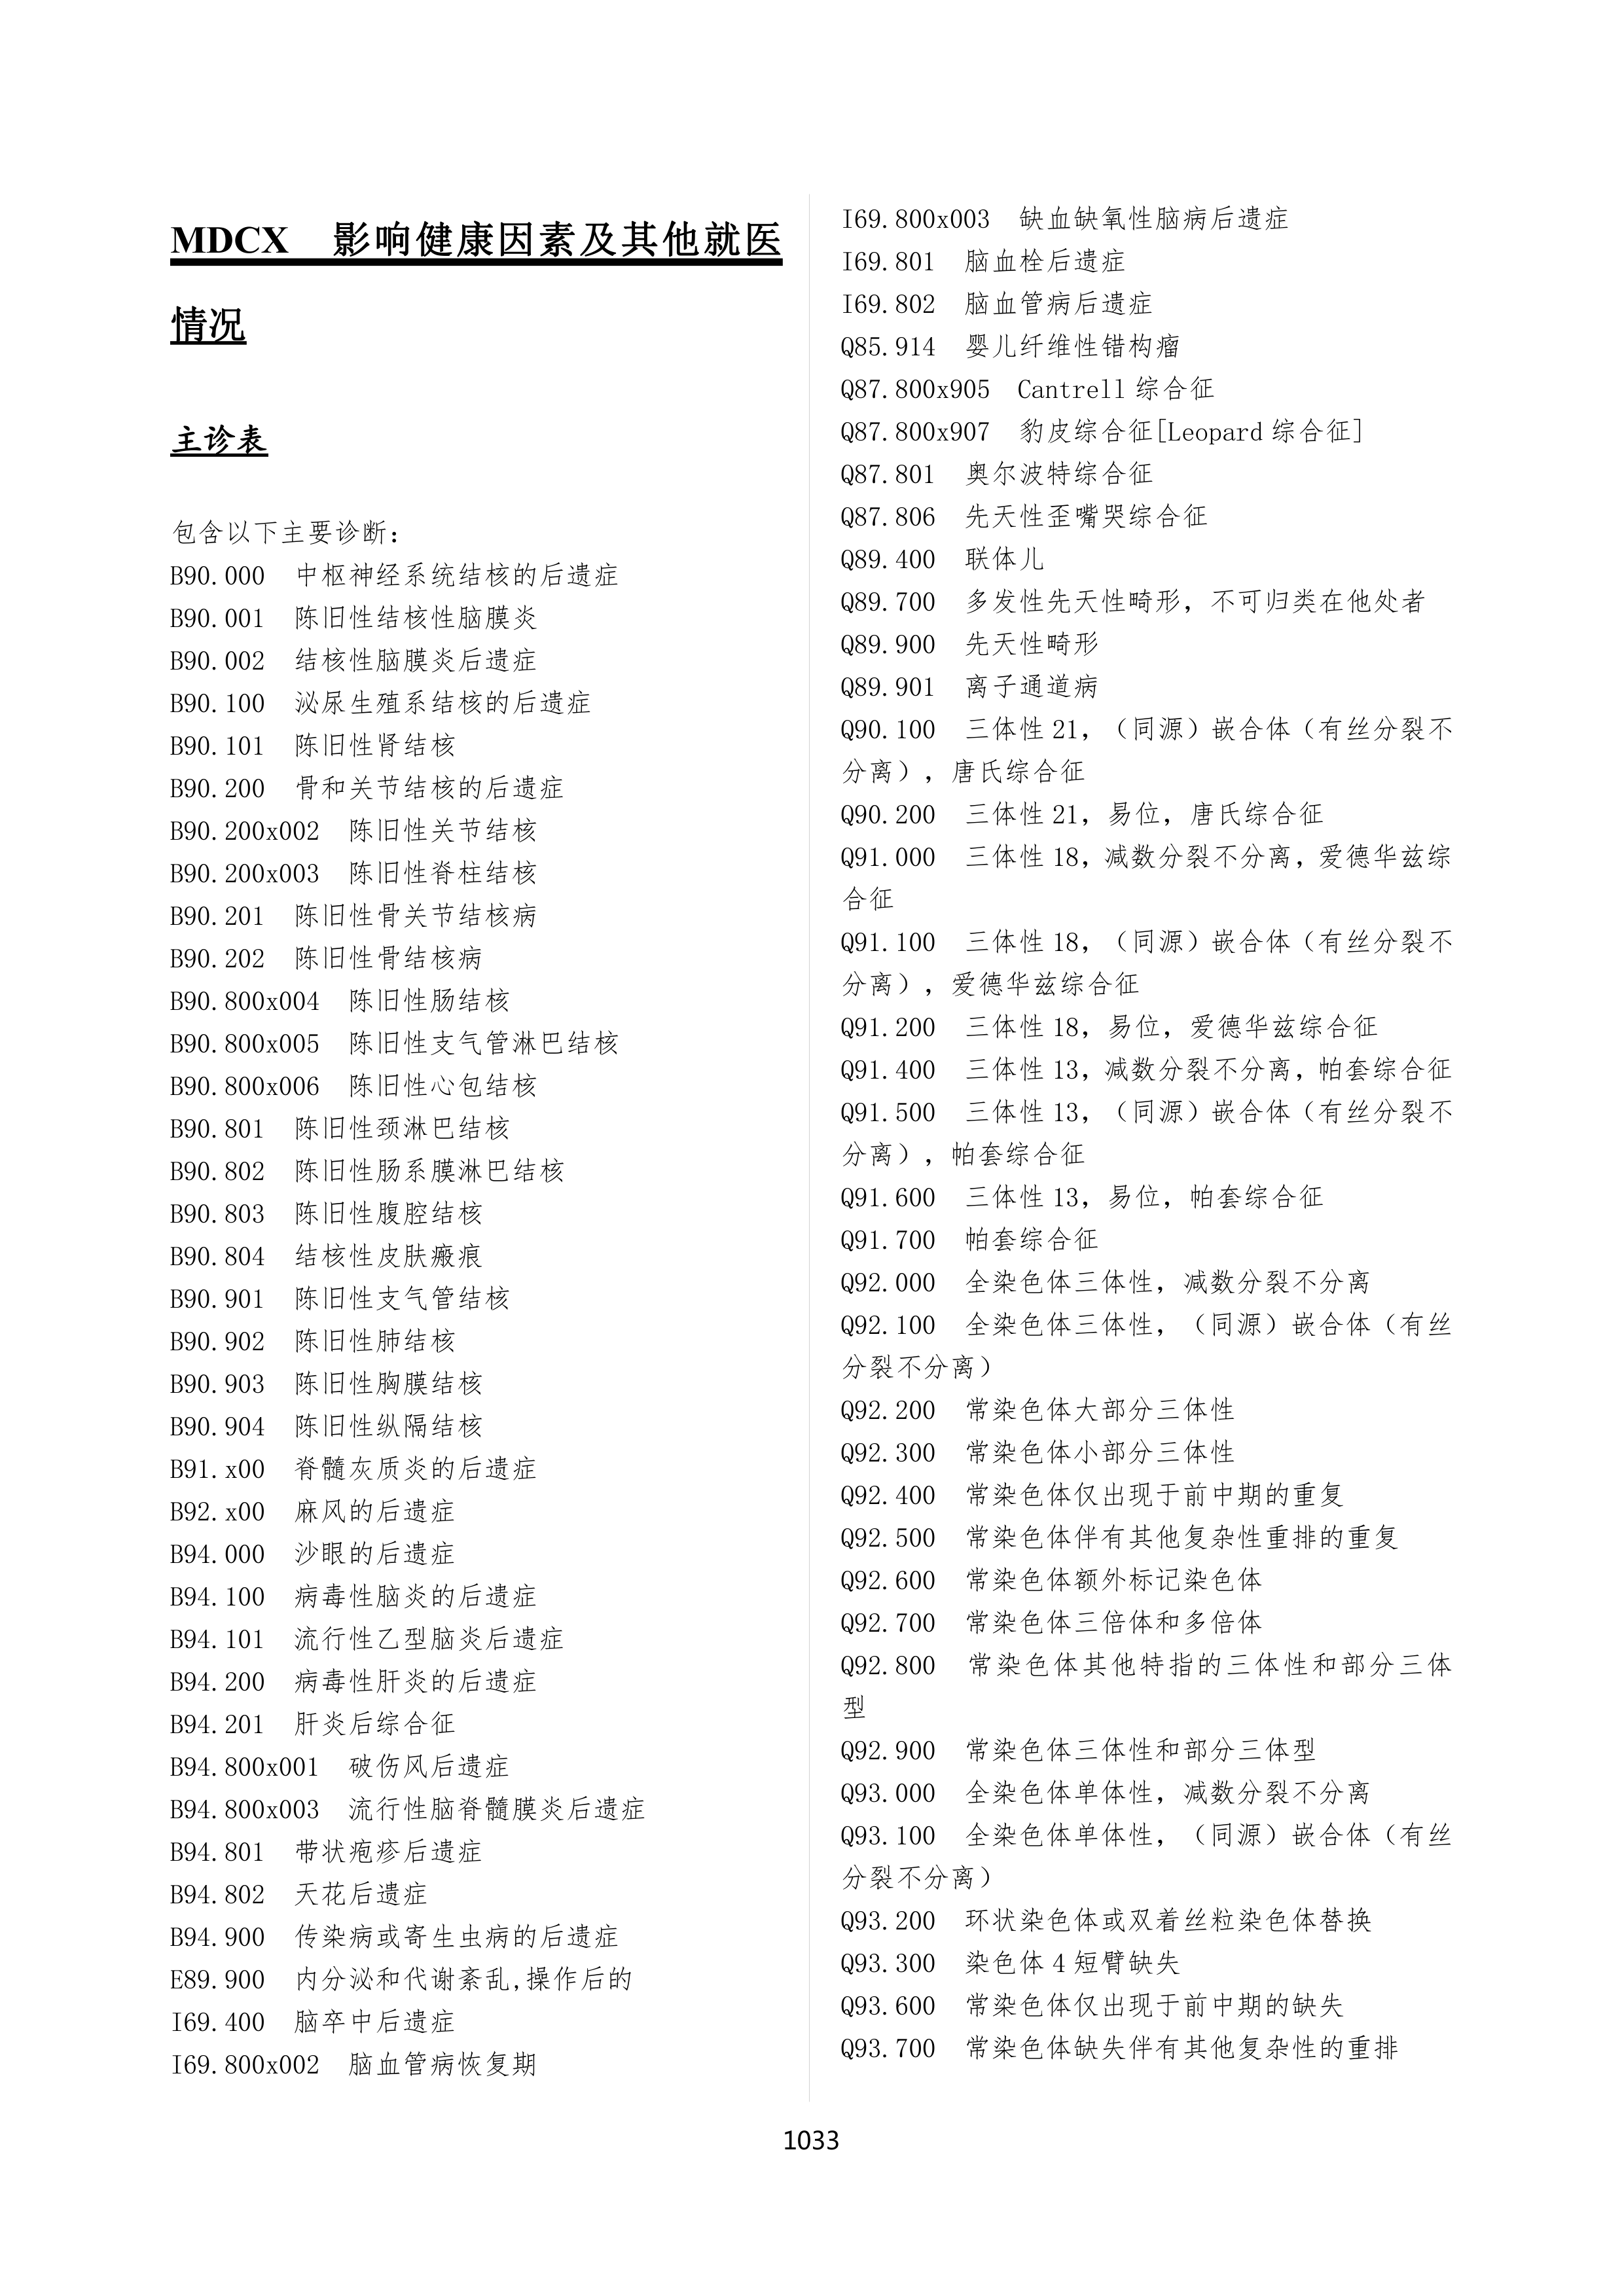 MDCX　影响健康因素及其他就医
情况
主诊表
包含以下主要诊断：
B90.000　中枢神经系统结核的后遗症
B90.001　陈旧性结核性脑膜炎
B90.002　结核性脑膜炎后遗症
B90.100　泌尿生殖系结核的后遗症
B90.101　陈旧性肾结核
B90.200　骨和关节结核的后遗症
B90.200x002　陈旧性关节结核
B90.200x003　陈旧性脊柱结核
B90.201　陈旧性骨关节结核病
B90.202　陈旧性骨结核病
B90.800x004　陈旧性肠结核
B90.800x005　陈旧性支气管淋巴结核
B90.800x006　陈旧性心包结核
B90.801　陈旧性颈淋巴结核
B90.802　陈旧性肠系膜淋巴结核
B90.803　陈旧性腹腔结核
B90.804　结核性皮肤瘢痕
B90.901　陈旧性支气管结核
B90.902　陈旧性肺结核
B90.903　陈旧性胸膜结核
B90.904　陈旧性纵隔结核
B91.x00　脊髓灰质炎的后遗症
B92.x00　麻风的后遗症
B94.000　沙眼的后遗症
B94.100　病毒性脑炎的后遗症
B94.101　流行性乙型脑炎后遗症
B94.200　病毒性肝炎的后遗症
B94.201　肝炎后综合征
B94.800x001　破伤风后遗症
B94.800x003　流行性脑脊髓膜炎后遗症
B94.801　带状疱疹后遗症
B94.802　天花后遗症
B94.900　传染病或寄生虫病的后遗症
E89.900　内分泌和代谢紊乱,操作后的
I69.400　脑卒中后遗症
I69.800x002　脑血管病恢复期
I69.800x003　缺血缺氧性脑病后遗症
I69.801　脑血栓后遗症
I69.802　脑血管病后遗症
Q85.914　婴儿纤维性错构瘤
Q87.800x905　Cantrell综合征
Q87.800x907　豹皮综合征[Leopard综合征]
Q87.801　奥尔波特综合征
Q87.806　先天性歪嘴哭综合征
Q89.400　联体儿
Q89.700　多发性先天性畸形，不可归类在他处者
Q89.900　先天性畸形
Q89.901　离子通道病
Q90.100　三体性21，（同源）嵌合体（有丝分裂不
分离），唐氏综合征
Q90.200　三体性21，易位，唐氏综合征
Q91.000　三体性18，减数分裂不分离，爱德华兹综
合征
Q91.100　三体性18，（同源）嵌合体（有丝分裂不
分离），爱德华兹综合征
Q91.200　三体性18，易位，爱德华兹综合征
Q91.400　三体性13，减数分裂不分离，帕套综合征
Q91.500　三体性13，（同源）嵌合体（有丝分裂不
分离），帕套综合征
Q91.600　三体性13，易位，帕套综合征
Q91.700　帕套综合征
Q92.000　全染色体三体性，减数分裂不分离
Q92.100　全染色体三体性，（同源）嵌合体（有丝
分裂不分离）
Q92.200　常染色体大部分三体性
Q92.300　常染色体小部分三体性
Q92.400　常染色体仅出现于前中期的重复
Q92.500　常染色体伴有其他复杂性重排的重复
Q92.600　常染色体额外标记染色体
Q92.700　常染色体三倍体和多倍体
Q92.800　常染色体其他特指的三体性和部分三体
型
Q92.900　常染色体三体性和部分三体型
Q93.000　全染色体单体性，减数分裂不分离
Q93.100　全染色体单体性，（同源）嵌合体（有丝
分裂不分离）
Q93.200　环状染色体或双着丝粒染色体替换
Q93.300　染色体4短臂缺失
Q93.600　常染色体仅出现于前中期的缺失
Q93.700　常染色体缺失伴有其他复杂性的重排
1033